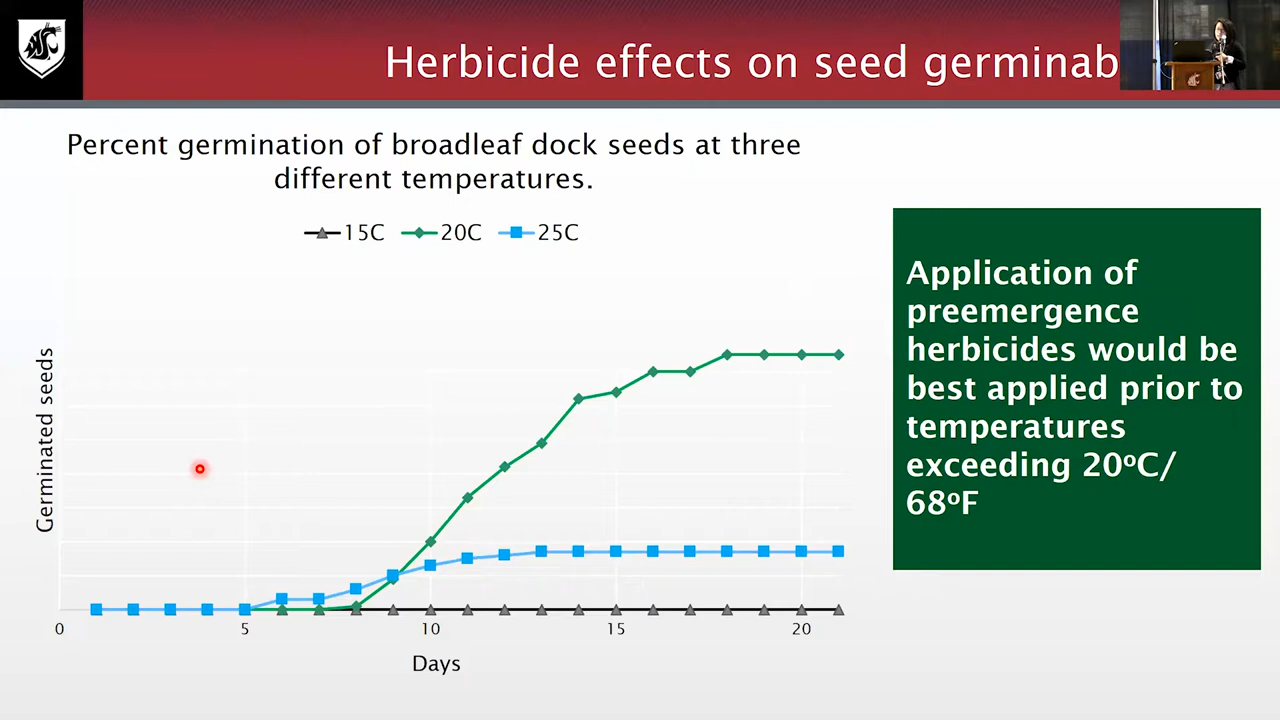 Herbicide effects on seed germinab
Percent germination of broadleaf dock seeds at three
different temperatures.
15C 20C 25C
Germinated seeds
0 5 10 15 20
Days
Application of
preemergence
herbicides would be
best applied prior to
temperatures
exceeding 20ºC/
68ºF